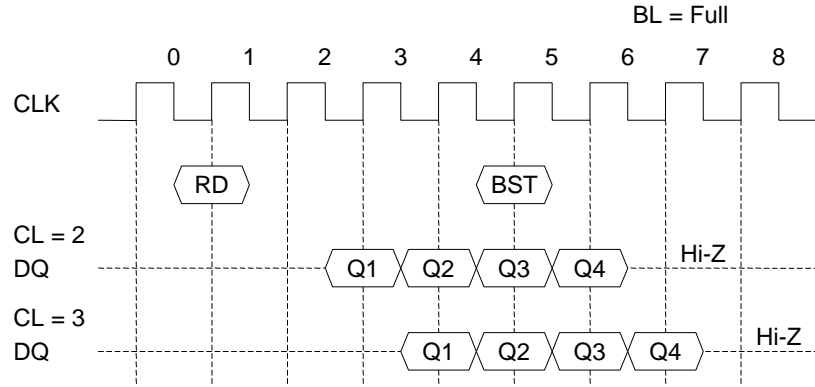 BL = Full
0 1 2 3 4 5 6 7 8
CLK
RD BST
CL = 2
DQ Q1 Q2 Q3 Q4 Hi-Z
CL = 3
DQ Q1 Q2 Q3 Q4 Hi-Z